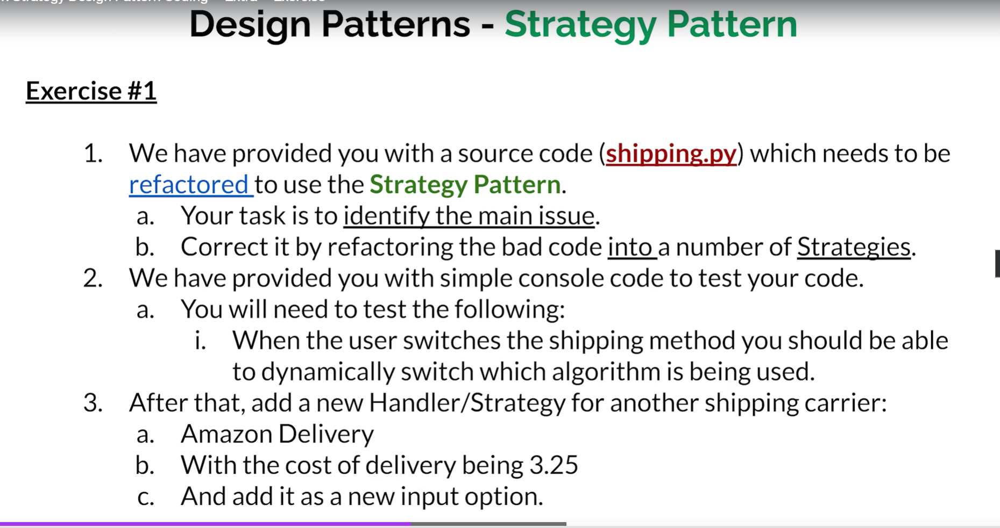 Design Patterns - Strategy Pattern
Exercise #1
1. We have provided you with a source code (shipping.py) which needs to be
refactored to use the Strategy Pattern.
a. Your task is to identify the main issue.
b. Correct it by refactoring the bad code into a number of Strategies.
2. We have provided you with simple console code to test your code.
a. You will need to test the following:
i. When the user switches the shipping method you should be able
to dynamically switch which algorithm is being used.
3. After that, add a new Handler/Strategy for another shipping carrier:
a. Amazon Delivery
b. With the cost of delivery being 3.25
c. And add it as a new input option.